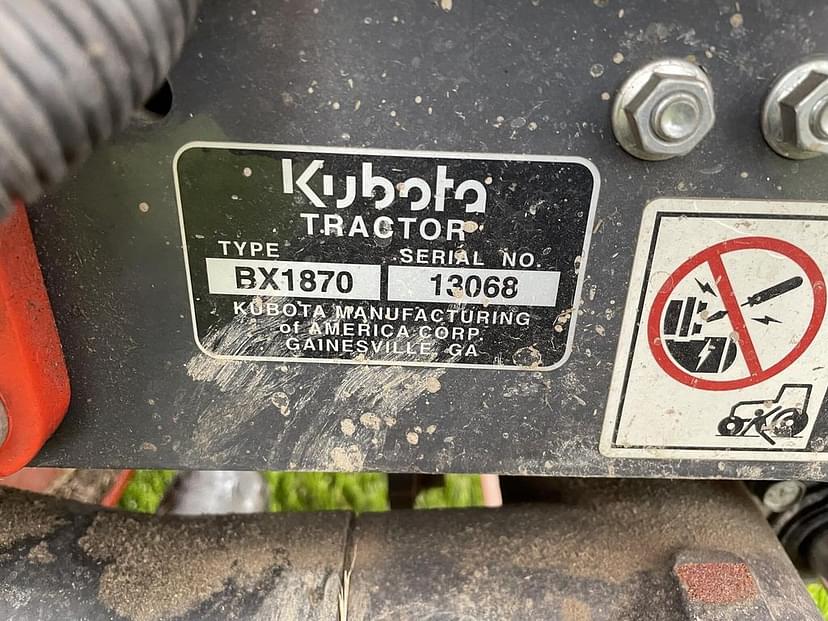 Kubota
TRACTOR
TYPE SERIAL NO.
BX1870 13068
KUBOTA MANUFACTURING
of AMERICA CORP.
GAINESVILLE, GA